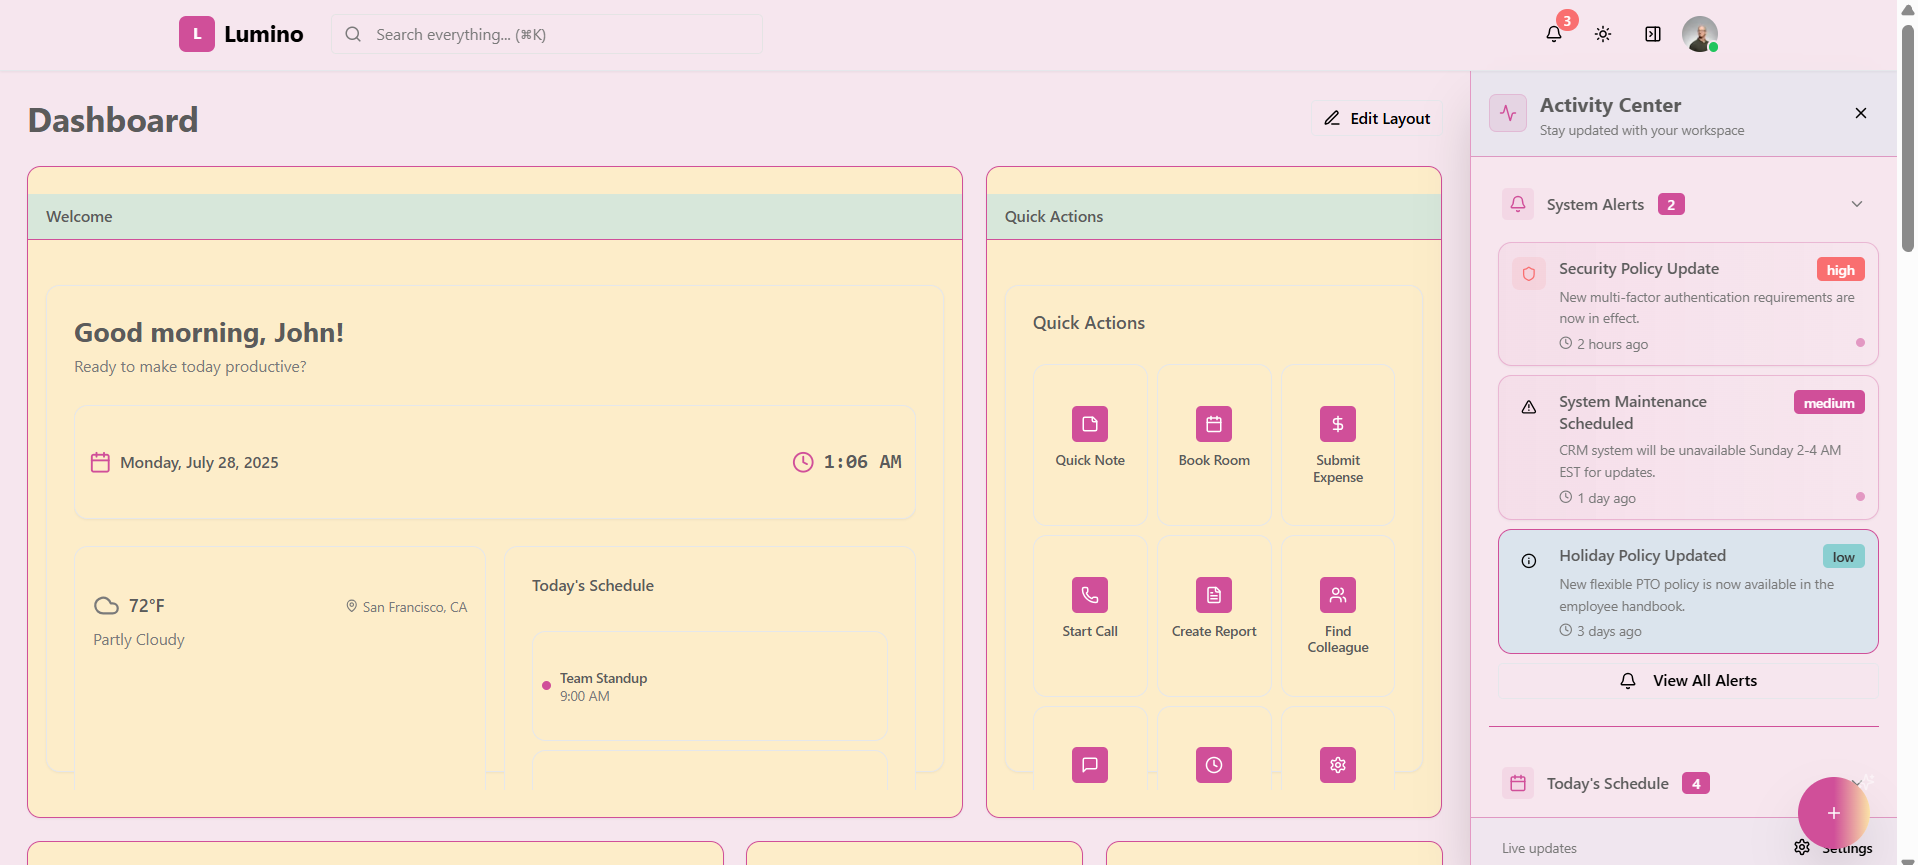 L Lumino
Search everything... (⌘K)
3
Dashboard
Edit Layout
Welcome
Good morning, John!
Ready to make today productive?
Monday, July 28, 2025
1:06 AM
72°F
San Francisco, CA
Partly Cloudy
Today's Schedule
Team Standup
9:00 AM
Quick Actions
Quick Actions
Quick Note
Book Room
Submit
Expense
Start Call
Create Report
Find
Colleague
Activity Center
Stay updated with your workspace
System Alerts 2
Security Policy Update
high
New multi-factor authentication requirements are
now in effect.
2 hours ago
System Maintenance
Scheduled
medium
CRM system will be unavailable Sunday 2-4 AM
EST for updates.
1 day ago
Holiday Policy Updated
low
New flexible PTO policy is now available in the
employee handbook.
3 days ago
View All Alerts
Today's Schedule 4
Live updates
Settings